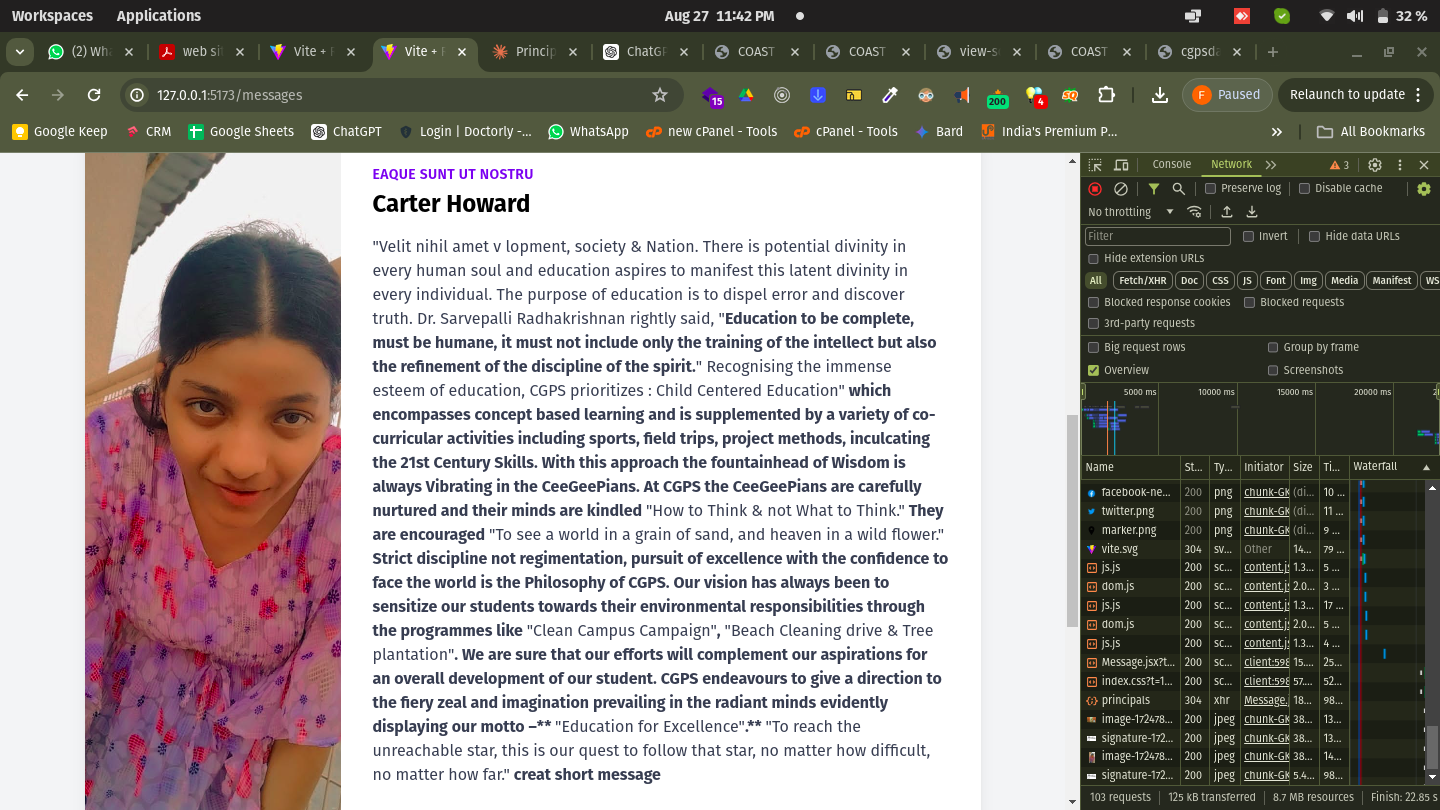 Workspaces Applications Aug 27 11:42 PM 32 %
(2) Wha Vite + R Vite + R Princip ChatGP COAST COAST view-so COAST cgpsda
127.0.0.1:5173/messages 15 200 4 F Paused Relaunch to update
Google Keep CRM Google Sheets ChatGPT Login | Doctorly -... WhatsApp new cPanel - Tools cPanel - Tools Bard India's Premium P... All Bookmarks
EAQUE SUNT UT NOSTRU
Carter Howard
"Velit nihil amet v lopment, society & Nation. There is potential divinity in
every human soul and education aspires to manifest this latent divinity in
every individual. The purpose of education is to dispel error and discover
truth. Dr. Sarvepalli Radhakrishnan rightly said, "Education to be complete,
must be humane, it must not include only the training of the intellect but also
the refinement of the discipline of the spirit." Recognising the immense
esteem of education, CGPS prioritizes : Child Centered Education" which
encompasses concept based learning and is supplemented by a variety of co-
curricular activities including sports, field trips, project methods, inculcating
the 21st Century Skills. With this approach the fountainhead of Wisdom is
always Vibrating in the CeeGeePians. At CGPS the CeeGeePians are carefully
nurtured and their minds are kindled "How to Think & not What to Think." They
are encouraged "To see a world in a grain of sand, and heaven in a wild flower."
Strict discipline not regimentation, pursuit of excellence with the confidence to
face the world is the Philosophy of CGPS. Our vision has always been to
sensitize our students towards their environmental responsibilities through
the programmes like "Clean Campus Campaign", "Beach Cleaning drive & Tree
plantation". We are sure that our efforts will complement our aspirations for
an overall development of our student. CGPS endeavours to give a direction to
the fiery zeal and imagination prevailing in the radiant minds evidently
displaying our motto –** "Education for Excellence".** "To reach the
unreachable star, this is our quest to follow that star, no matter how difficult,
no matter how far." creat short message
Console Network 3
Preserve log Disable cache
No throttling
Filter Invert Hide data URLs
Hide extension URLs
All Fetch/XHR Doc CSS JS Font Img Media Manifest WS
Blocked response cookies Blocked requests
3rd-party requests
Big request rows Group by frame
Overview Screenshots
5000 ms 10000 ms 15000 ms 20000 ms
Name St... Ty... Initiator Size Ti... Waterfall
facebook-ne... 200 png chunk-GK (di... 10 ...
twitter.png 200 png chunk-GK (di... 11 ...
marker.png 200 png chunk-GK (di... 9 ...
vite.svg 304 sv... Other 14... 79 ...
js.js 200 sc... content.js 1.3... 5 ...
dom.js 200 sc... content.js 2.0... 3 ...
js.js 200 sc... content.js 1.3... 17 ...
dom.js 200 sc... content.js 2.0... 5 ...
js.js 200 sc... content.js 1.3... 4 ...
Message.jsx?t... 200 sc... client:598 15.... 25...
index.css?t=1... 200 sc... client:598 57.... 52...
principals 304 xhr Message. 18... 98...
image-172478... 200 jpeg chunk-GK 38... 13...
signature-172... 200 jpeg chunk-GK 38... 13...
image-172478... 200 jpeg chunk-GK 38... 14...
signature-172... 200 jpeg chunk-GK 5.4... 98...
103 requests 125 kB transferred 8.7 MB resources Finish: 22.85 s